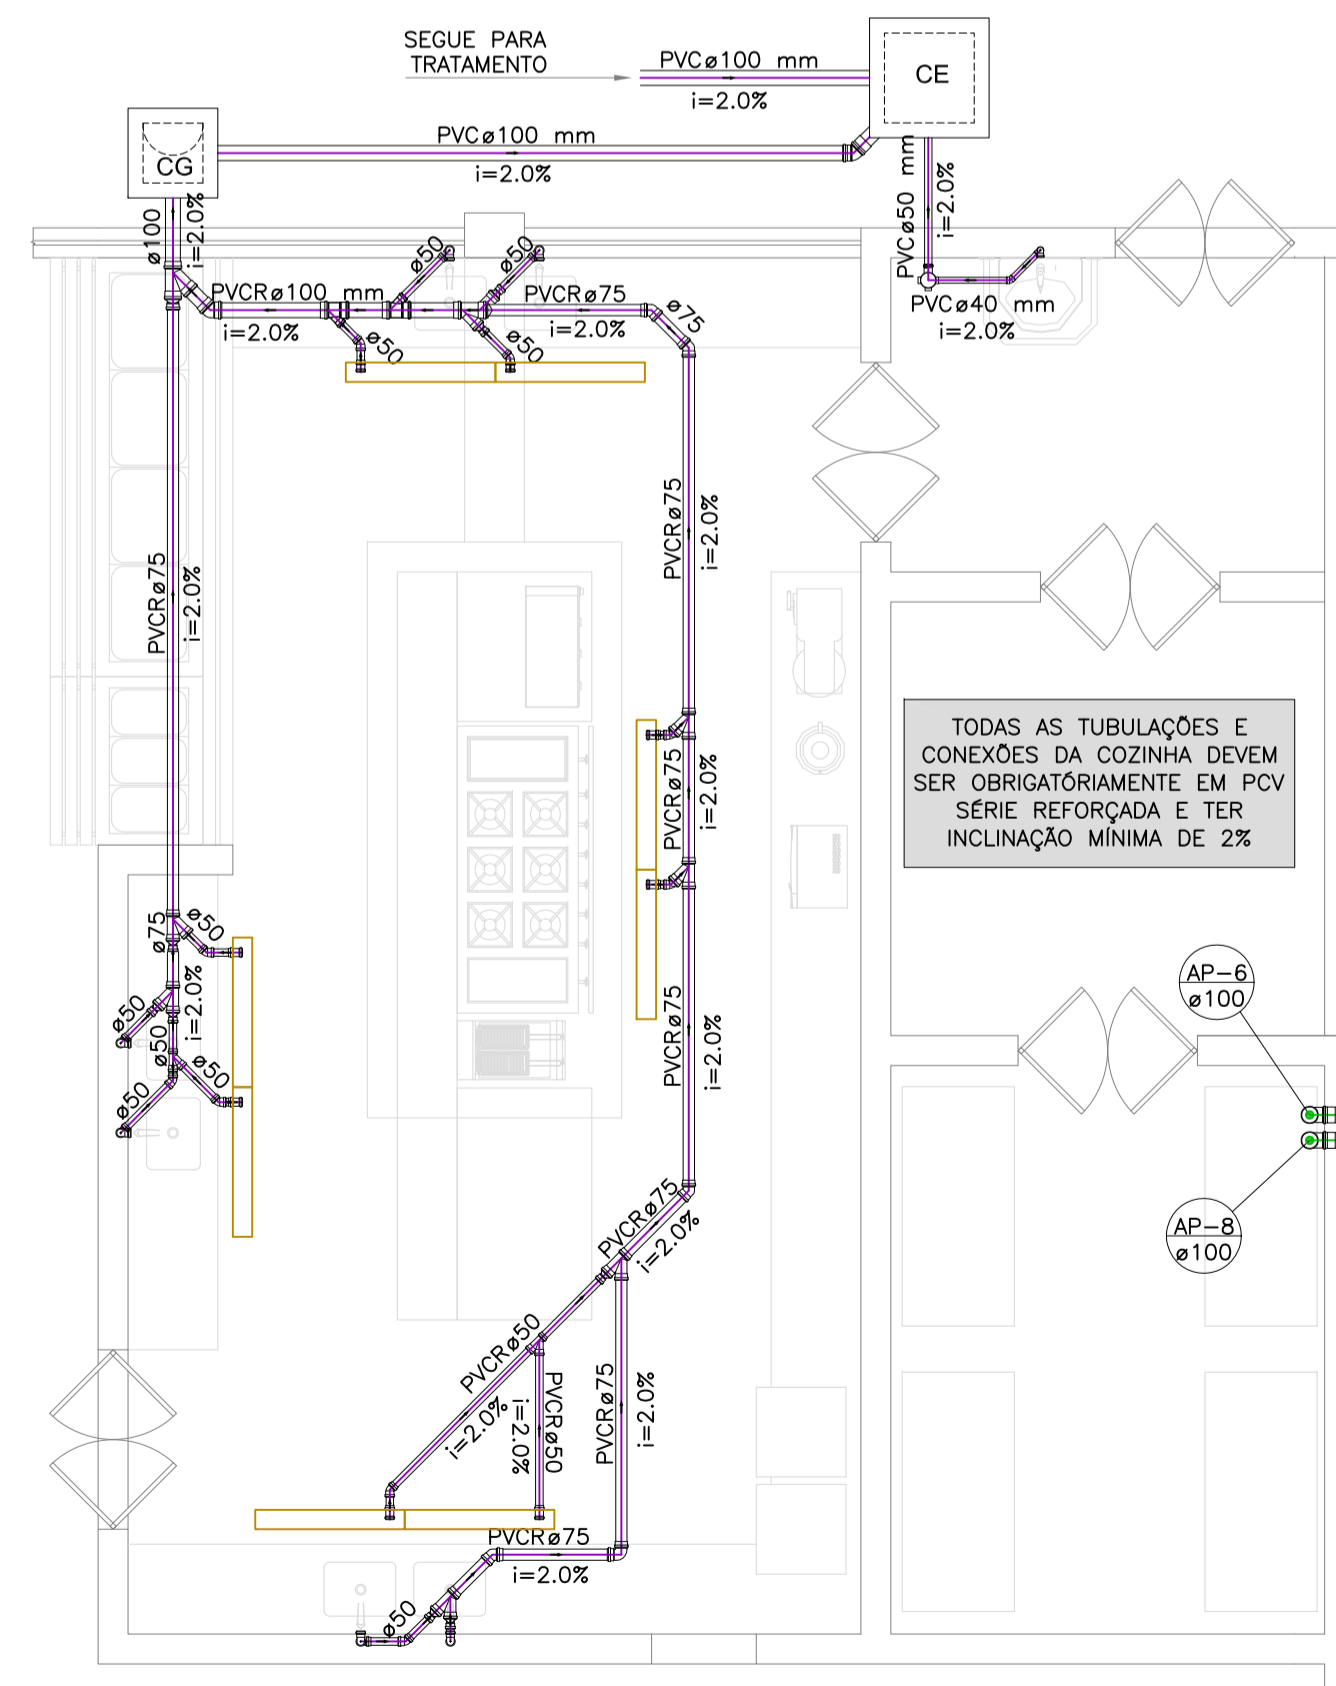 SEGUE PARA
TRATAMENTO
PVCø100 mm
i=2.0%
CE
PVCø100 mm
i=2.0%
CG
ø100
i=2.0%
PVCø50 mm
i=2.0%
ø50
ø50
PVCRø100 mm
i=2.0%
PVCRø75
i=2.0%
ø75
ø50
ø50
PVCø40 mm
i=2.0%
PVCRø75
i=2.0%
PVCRø75
i=2.0%
PVCRø75
i=2.0%
TODAS AS TUBULAÇÕES E
CONEXÕES DA COZINHA DEVEM
SER OBRIGATÓRIAMENTE EM PCV
SÉRIE REFORÇADA E TER
INCLINAÇÃO MÍNIMA DE 2%
ø75
ø50
i=2.0%
ø50
ø50
ø50
ø50
PVCRø75
i=2.0%
AP-6
ø100
AP-8
ø100
PVCRø75
i=2.0%
PVCRø50
i=2.0%
PVCRø50
i=2.0%
PVCRø75
i=2.0%
PVCRø75
i=2.0%
ø50